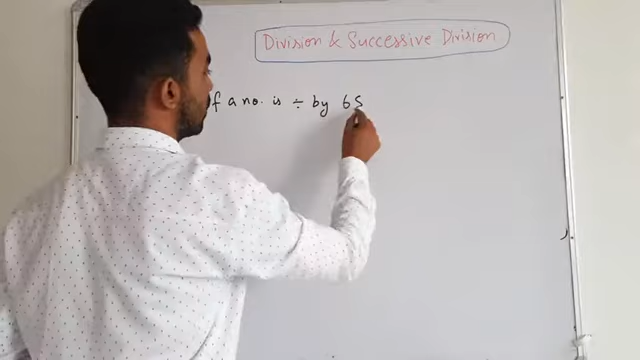 Division & Successive Division
f a no. is ÷ by 65